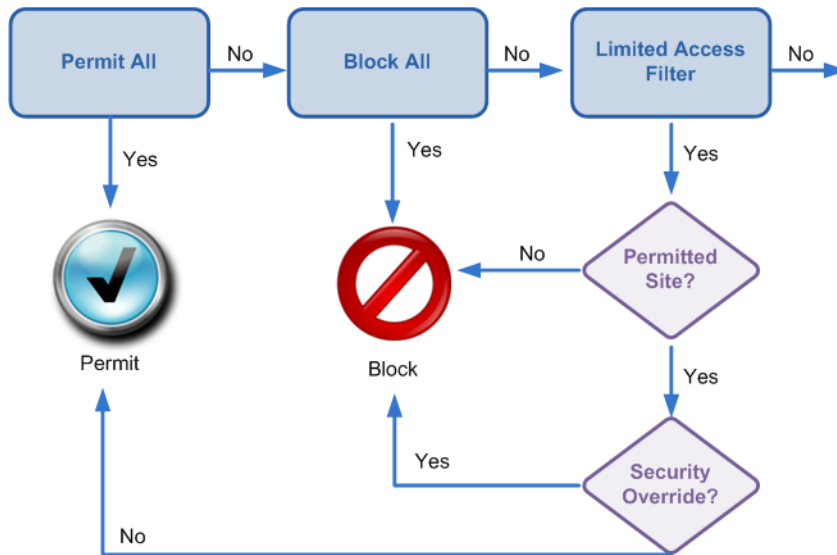 Permit All
No
Block All
No
Limited Access
Filter
No
Yes
Yes
Yes
No
Permitted
Site?
Permit
Block
Yes
Yes
Security
Override?
No